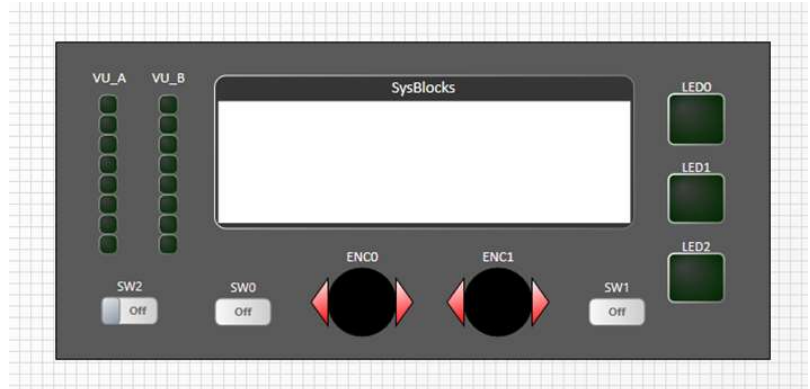 VU_A
VU_B
SysBlocks
LED0
LED1
LED2
ENC0
ENC1
SW2
SW0
SW1
Off
Off
Off